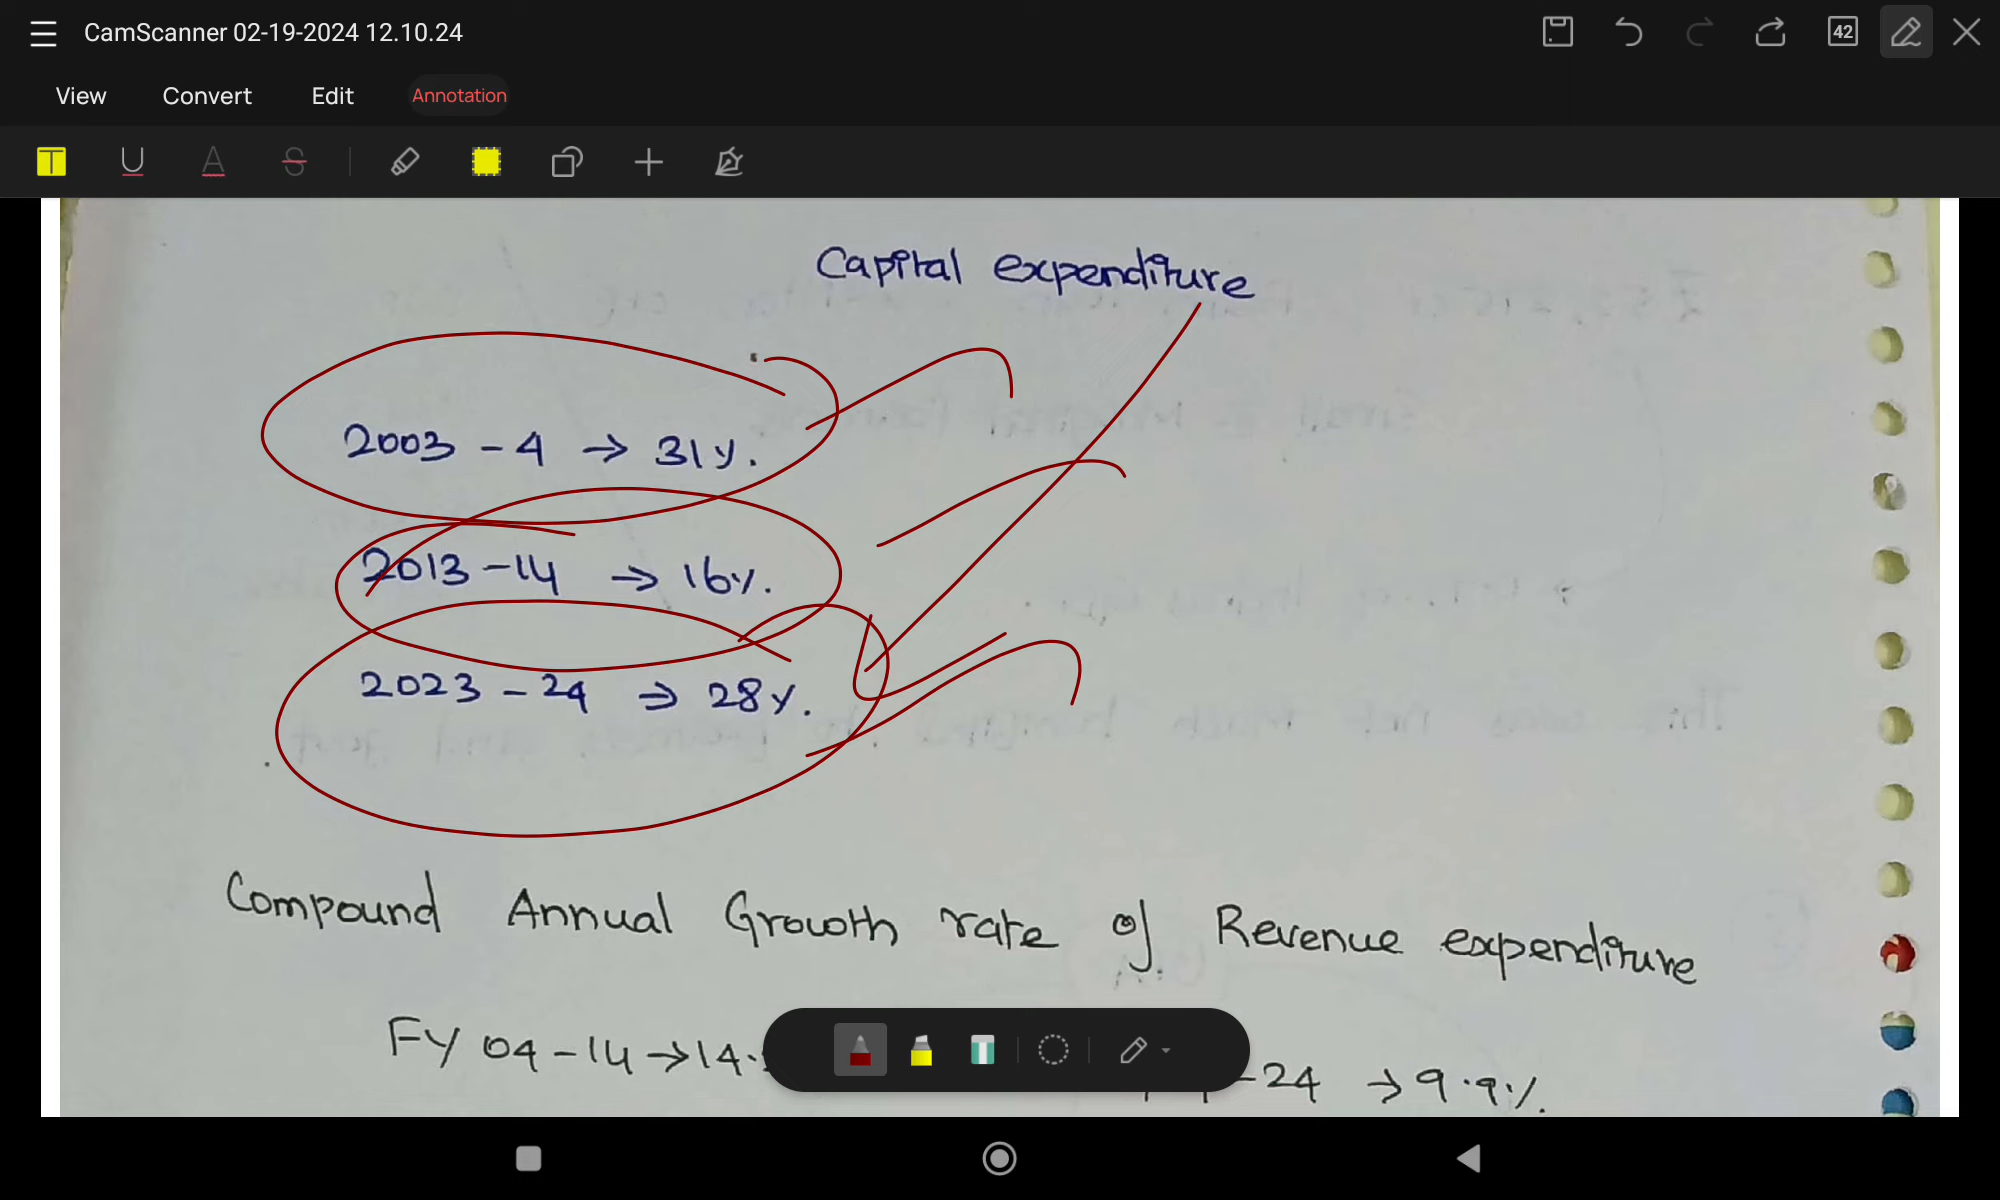 CamScanner 02-19-2024 12.10.24
42
View Convert Edit Annotation
T U A S
Capital expenditure
2003 - 4 → 31%.
2013 - 14 → 16%.
2023 - 24 → 28%.
Compound Annual Growth rate of Revenue expenditure
FY 04 - 14 → 14.
- 24 → 9.9%.